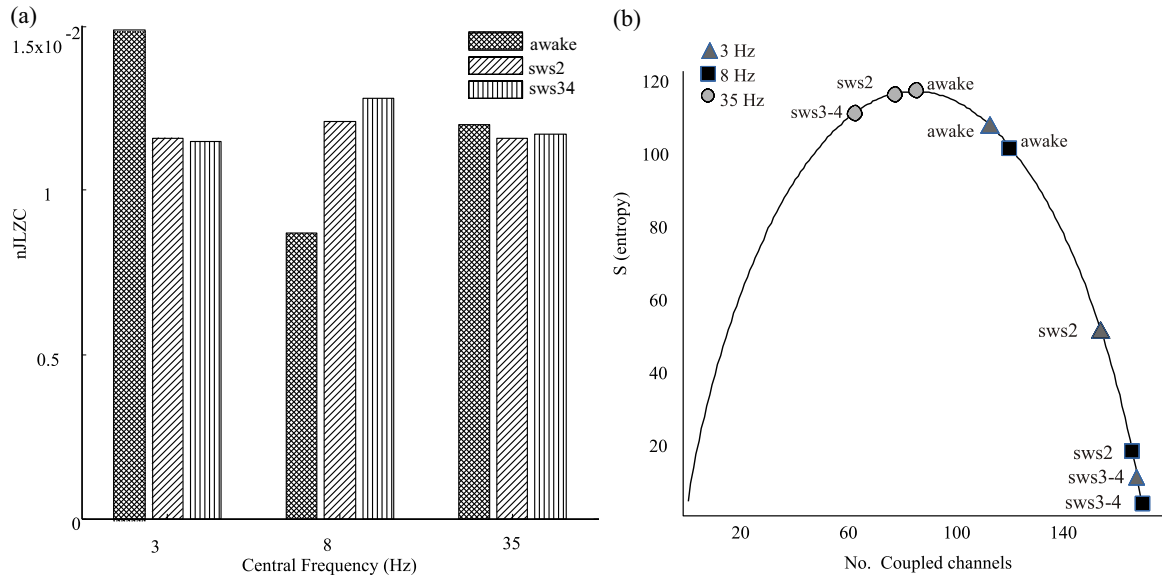 (a)
1.5x10 -2
1
0.5
0
nJLZC
awake
sws2
sws34
3 8 35
Central Frequency (Hz)
(b)
3 Hz
8 Hz
35 Hz
120
100
80
60
40
20
S (entropy)
sws2
awake
sws3-4
awake
awake
sws2
sws2
sws3-4
sws3-4
20 60 100 140
No. Coupled channels